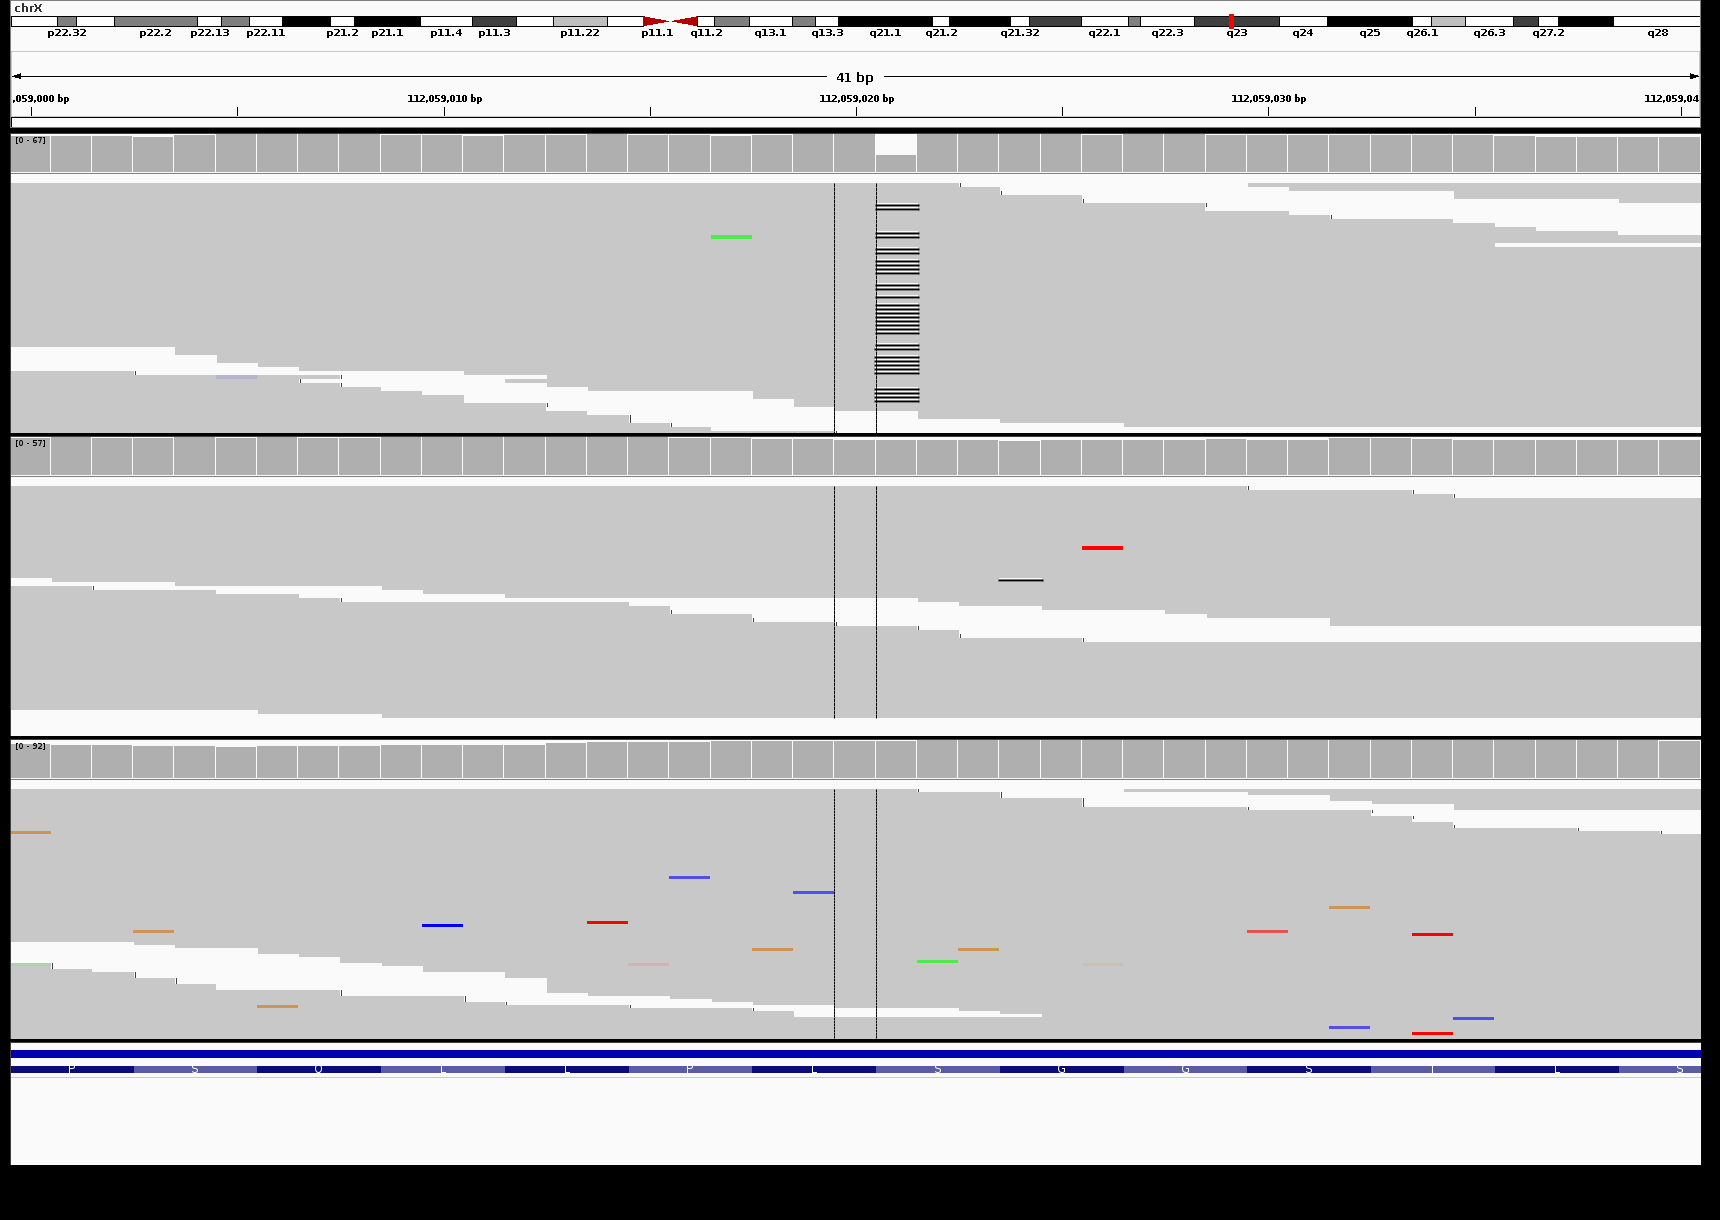 chrX
p22.32 p22.2 p22.13 p22.11 p21.2 p21.1 p11.4 p11.3 p11.22 p11.1 q11.2 q13.1 q13.3 q21.1 q21.2 q21.32 q22.1 q22.3 q23 q24 q25 q26.1 q26.3 q27.2 q28
41 bp
,059,000 bp 112,059,010 bp 112,059,020 bp 112,059,030 bp 112,059,04
[0 - 67]
[0 - 57]
[0 - 92]
P S L L P L S G G S L S